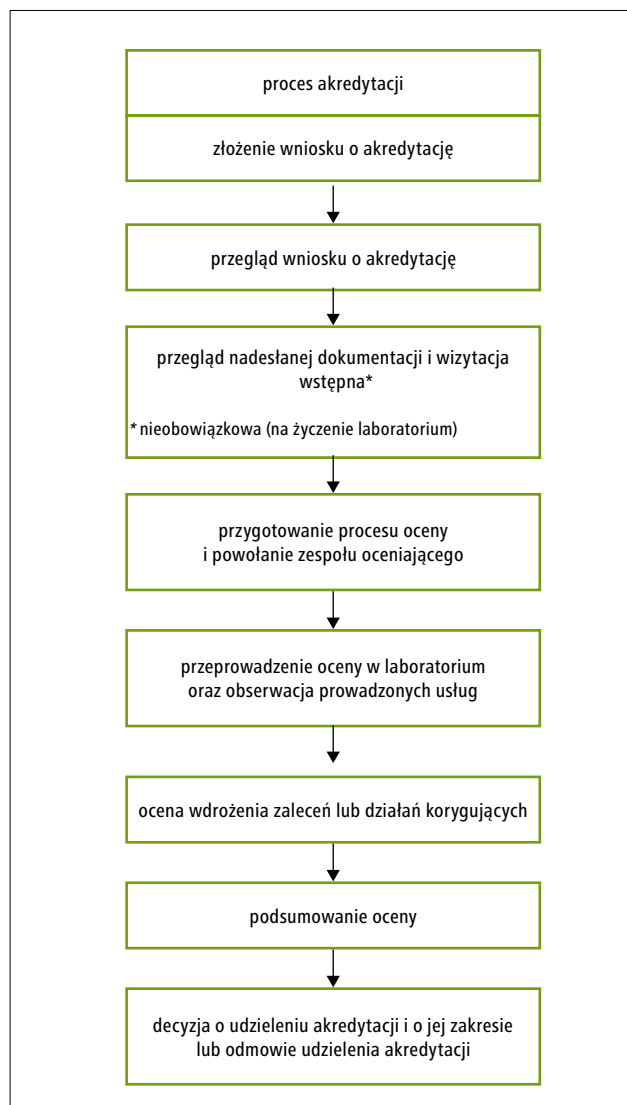 proces akredytacji
złożenie wniosku o akredytację
przegląd wniosku o akredytację
przegląd nadesłanej dokumentacji i wizytacja
wstępna*
* nieobowiązkowa (na życzenie laboratorium)
przygotowanie procesu oceny
i powołanie zespołu oceniającego
przeprowadzenie oceny w laboratorium
oraz obserwacja prowadzonych usług
ocena wdrożenia zaleceń lub działań korygujących
podsumowanie oceny
decyzja o udzieleniu akredytacji i o jej zakresie
lub odmowie udzielenia akredytacji